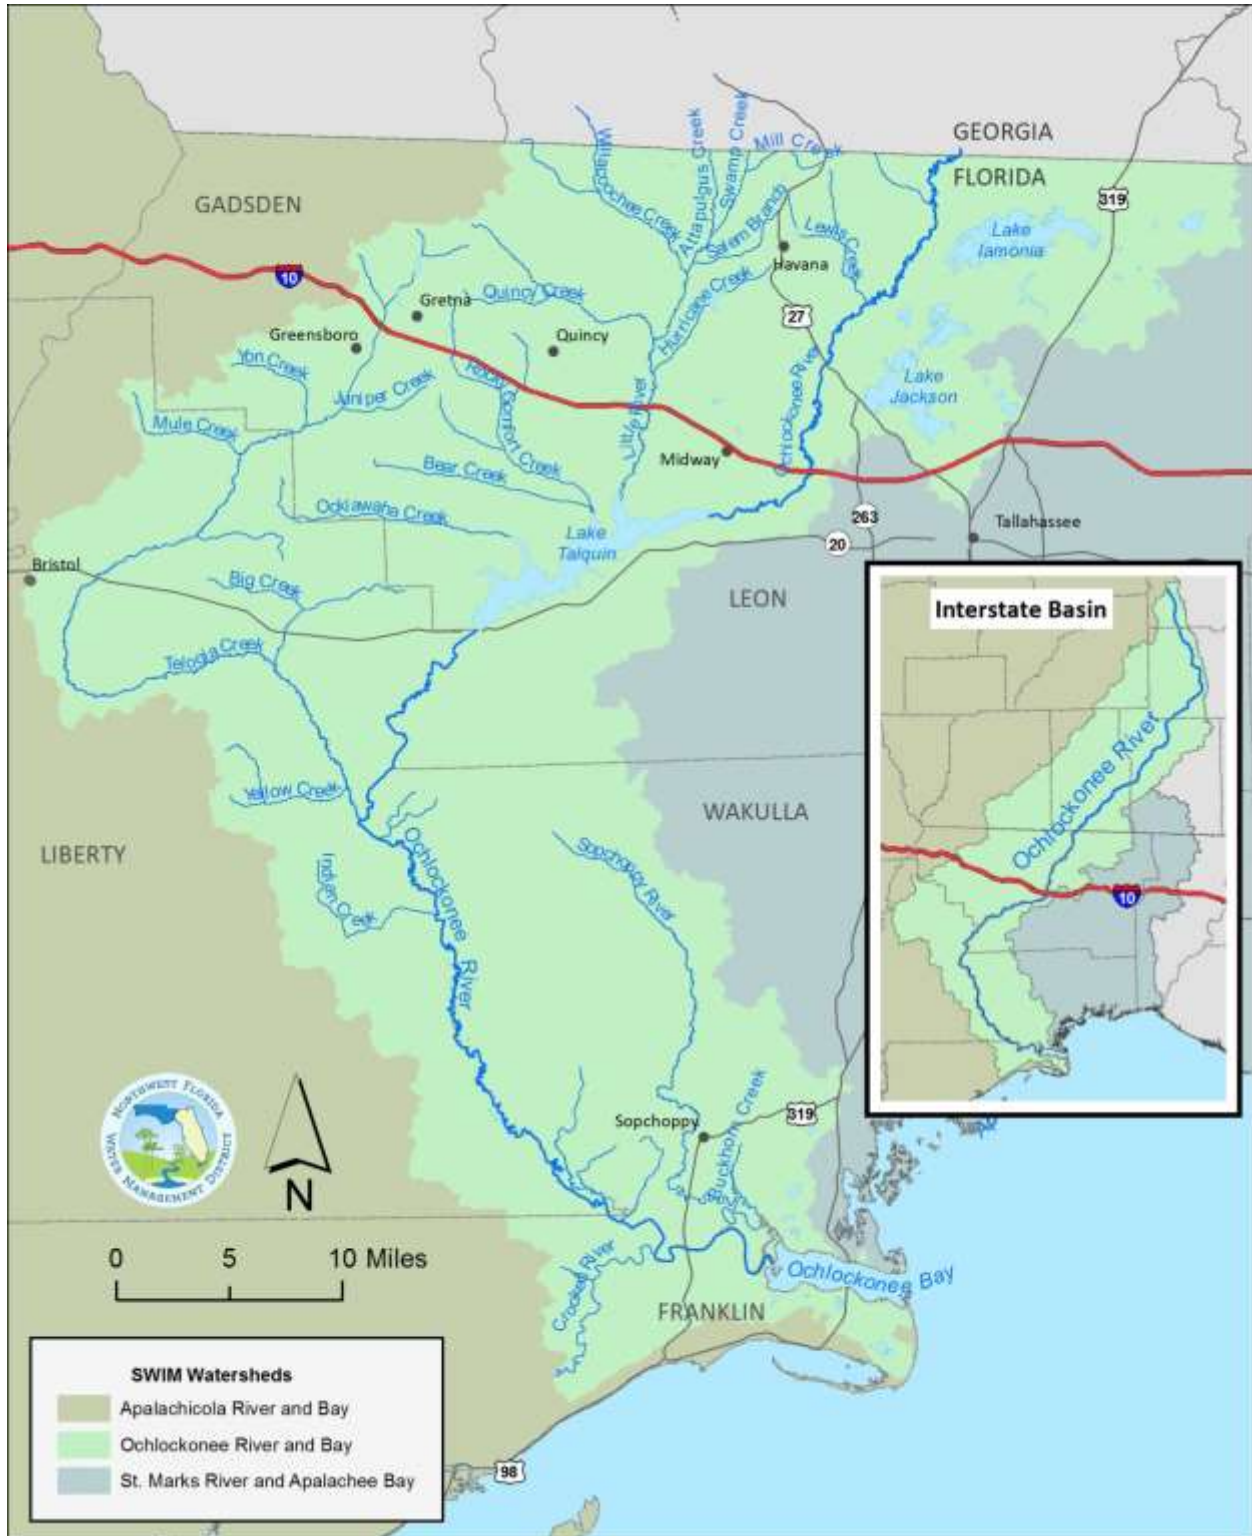 GEORGIA
FLORIDA
GADSDEN
319
Willacoochee Creek
Attapulgus Creek
Swamp Creek
Mill Creek
Salem Branch
Lewis Creek
Havana
Lake
Iamonia
10
Gretna
Quincy Creek
Hurricane Creek
27
Greensboro
Quincy
Yon Creek
Juniper Creek
Rocky Comfort Creek
Little River
Ochlockonee River
Lake
Jackson
Mule Creek
Midway
Bear Creek
Ocklawaha Creek
Lake
Talquin
263
20
Tallahassee
Bristol
Big Creek
LEON
Telogia Creek
Interstate Basin
Ochlockonee River
10
Yellow Creek
WAKULLA
LIBERTY
Ochlockonee River
Sopchoppy River
Indian Creek
Sopchoppy
319
Buckhorn Creek
NORTHWEST FLORIDA
WATER MANAGEMENT DISTRICT
N
0 5 10 Miles
Crooked River
Ochlockonee Bay
FRANKLIN
SWIM Watersheds
Apalachicola River and Bay
Ochlockonee River and Bay
St. Marks River and Apalachee Bay
98